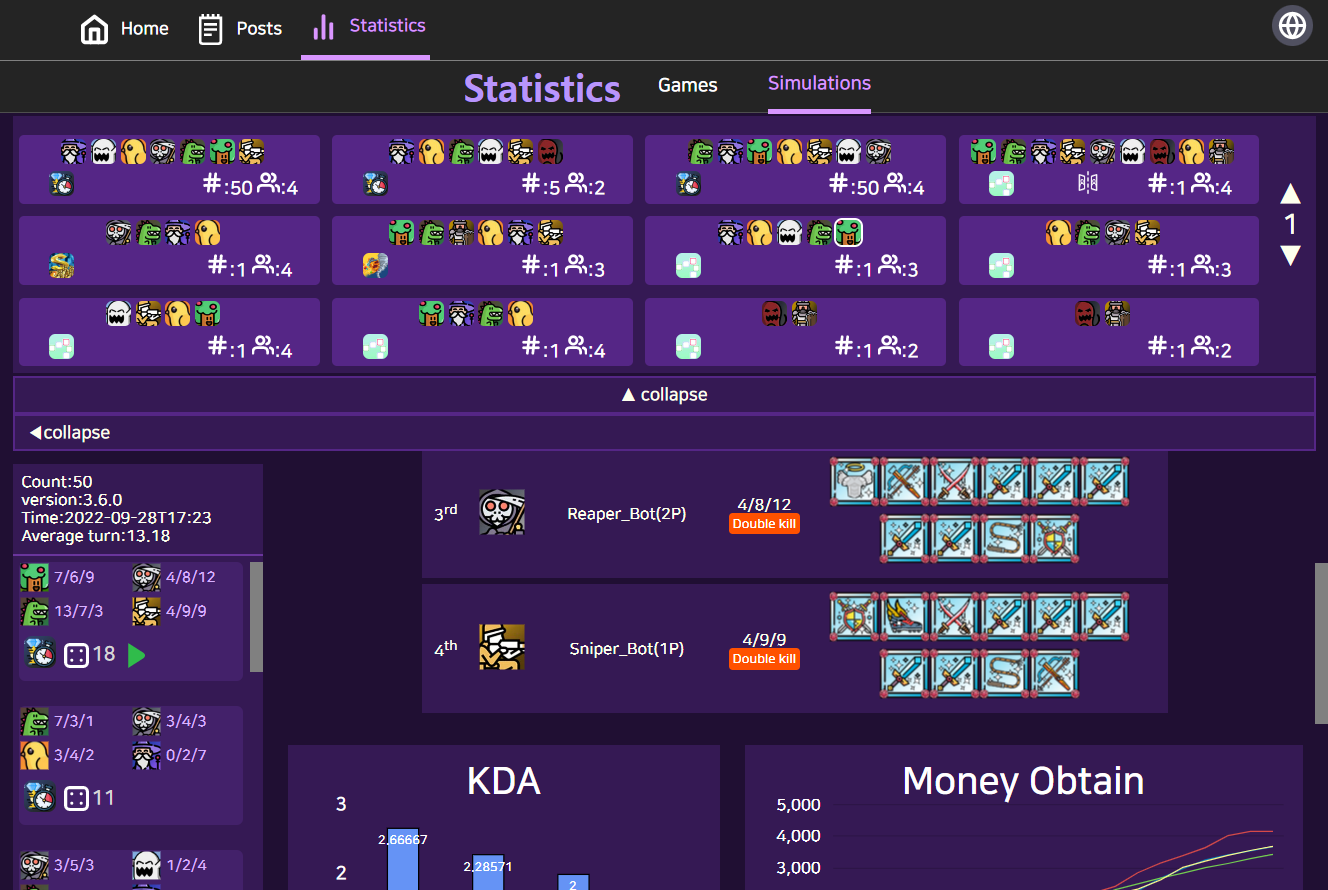 Home Posts Statistics
Statistics Games Simulations
#:50 :4 #:5 :2 #:50 :4 #:1 :4
▲
1
▼
#:1 :4 #:1 :3 #:1 :3 #:1 :3
#:1 :4 #:1 :4 #:1 :2 #:1 :2
▲ collapse
◀collapse
Count:50
version:3.6.0
Time:2022-09-28T17:23
Average turn:13.18
7/6/9 4/8/12
13/7/3 4/9/9
18
7/3/1 3/4/3
3/4/2 0/2/7
11
3/5/3 1/2/4
3rd Reaper_Bot(2P) 4/8/12
Double kill
4th Sniper_Bot(1P) 4/9/9
Double kill
KDA
3
2.66667
2.28571
2
2
Money Obtain
5,000
4,000
3,000